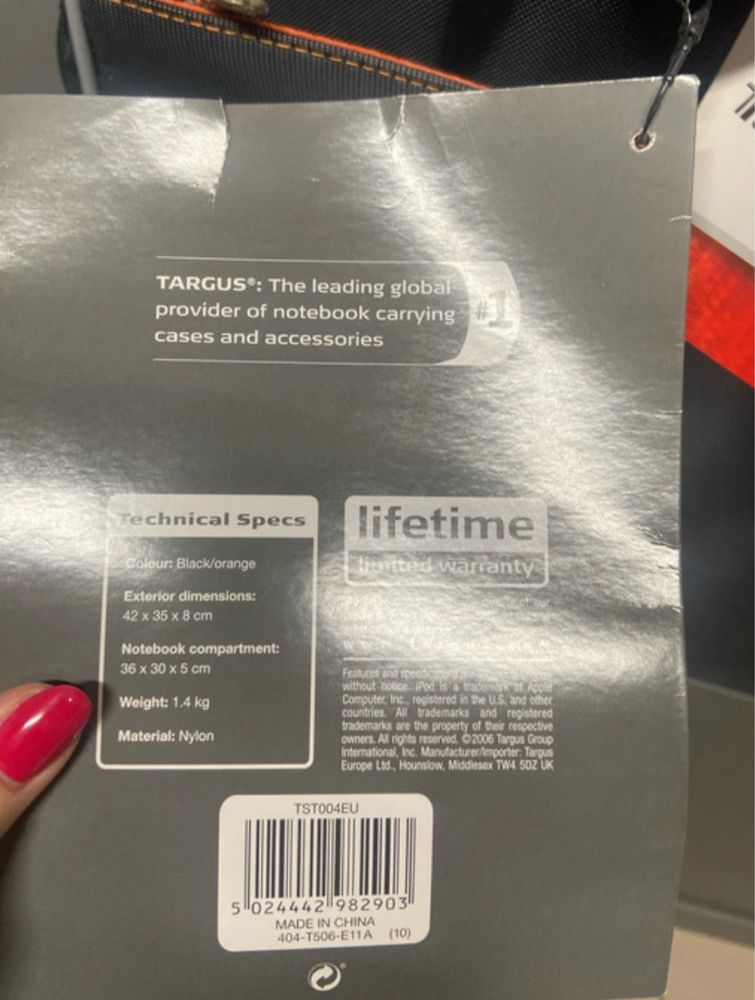 TARGUS®: The leading global
provider of notebook carrying
cases and accessories
#1
Technical Specs
Colour: Black/orange
Exterior dimensions:
42 x 35 x 8 cm
Notebook compartment:
36 x 30 x 5 cm
Weight: 1.4 kg
Material: Nylon
lifetime
limited warranty
Features and specifications are
without notice. iPod is a trademark of Apple
Computer, Inc., registered in the U.S. and other
countries. All trademarks and registered
trademarks are the property of their respective
owners. All rights reserved. ©2006 Targus Group
International, Inc. Manufacturer/Importer: Targus
Europe Ltd., Hounslow, Middlesex TW4 5DZ UK
TST004EU
5 024442 982903
MADE IN CHINA
404-T506-E11A (10)